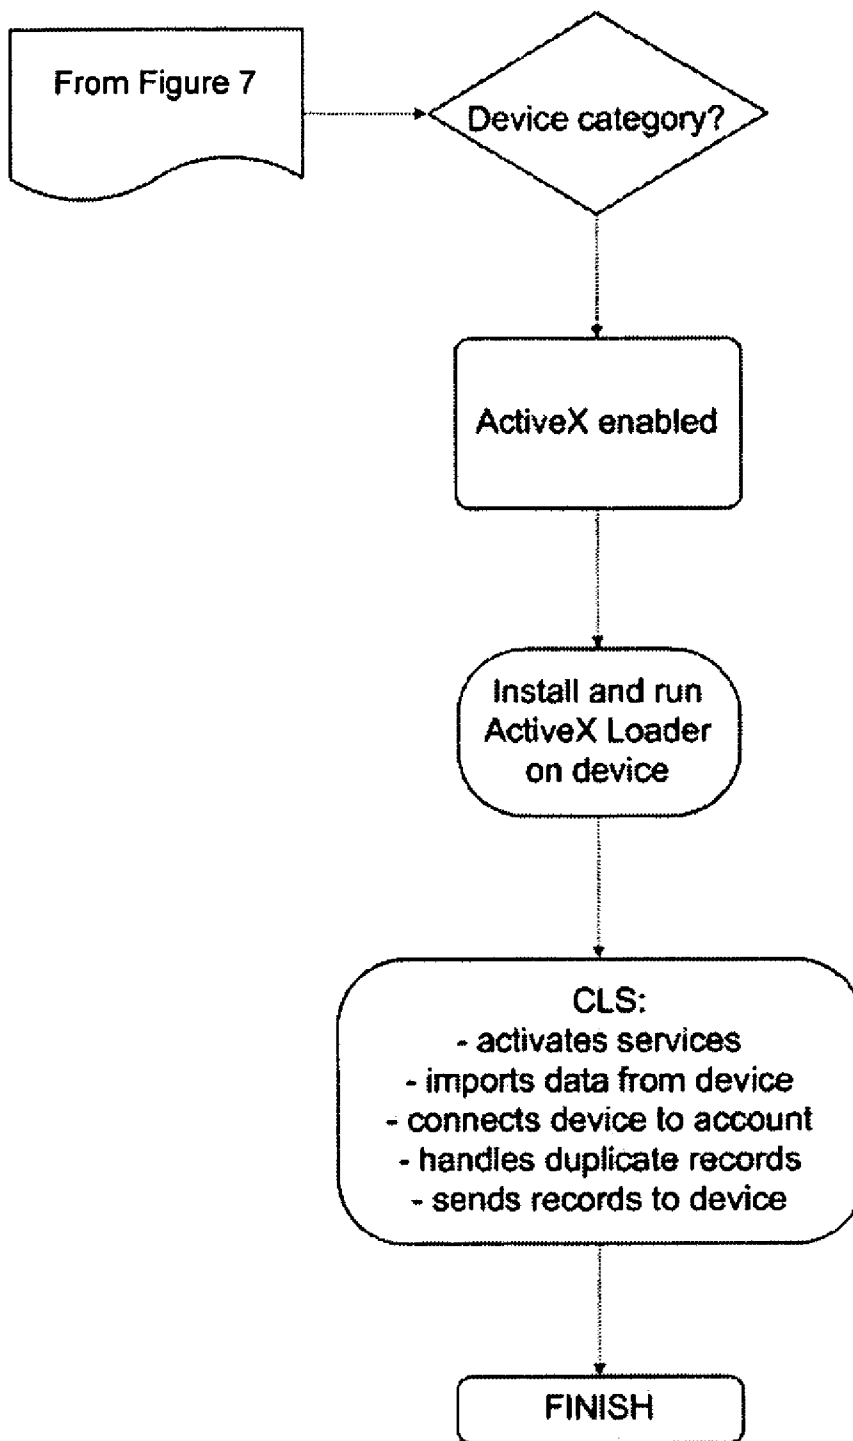 From Figure 7
Device category?
ActiveX enabled
Install and run
ActiveX Loader
on device
CLS:
- activates services
- imports data from device
- connects device to account
- handles duplicate records
- sends records to device
FINISH